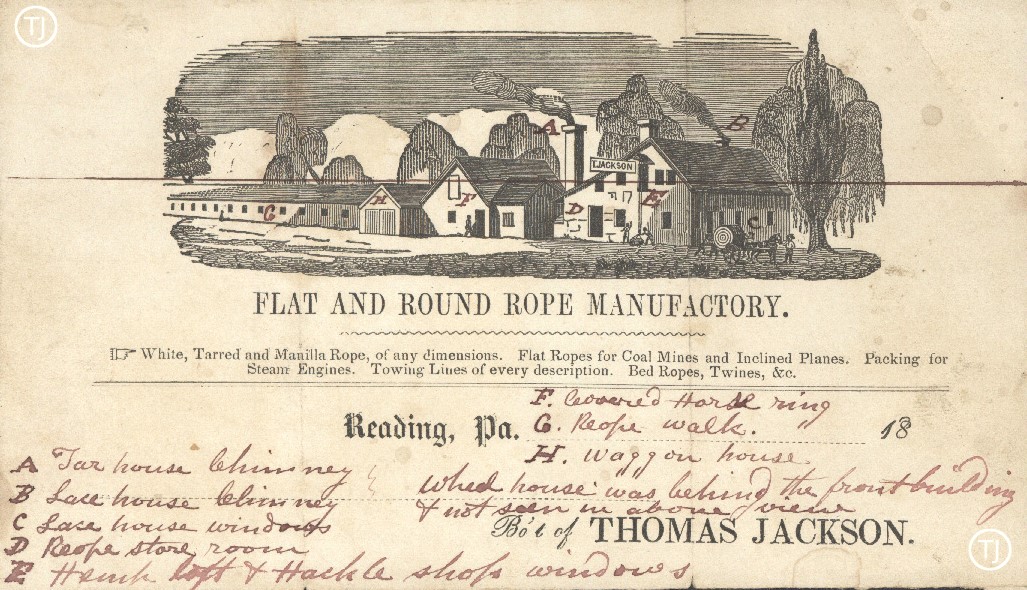 TJ
A
B
T.JACKSON
H
F
G
D
E
C
FLAT AND ROUND ROPE MANUFACTORY.
White, Tarred and Manilla Rope, of any dimensions. Flat Ropes for Coal Mines and Inclined Planes. Packing for
Steam Engines. Towing Lines of every description. Bed Ropes, Twines, &c.
F. Covered Horse ring
Reading, Pa. G. Rope walk. 18
H. Waggon house
A Tar house Chimney
B Lace house Chimney
Wheel house was behind the front building
& not seen in above view
C Lace house windows
Bo't of THOMAS JACKSON.
D Rope store room
E Hemp loft & Hackle shop windows
TJ